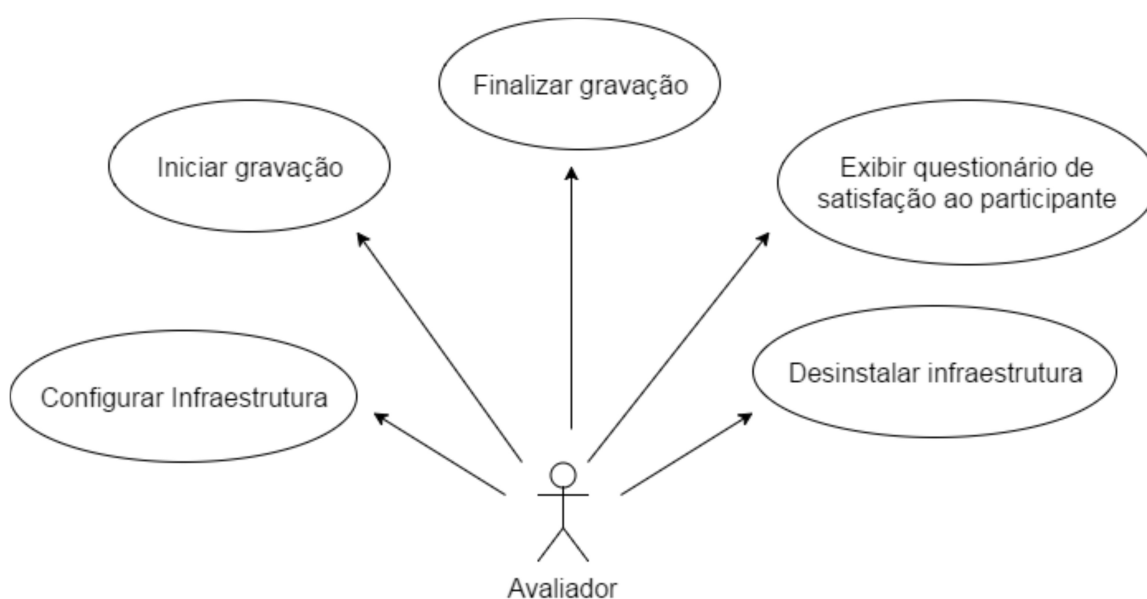 Finalizar gravação
Iniciar gravação
Exibir questionário de
satisfação ao participante
Configurar Infraestrutura
Desinstalar infraestrutura
Avaliador